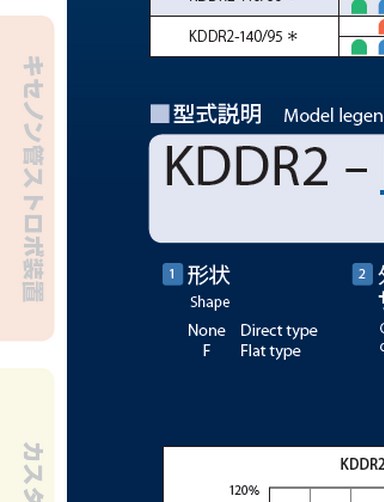 KDDR2-140/95＊
型式説明 Model legen
KDDR2 –
1 形状
Shape
None Direct type
F Flat type
2
KDDR2
120%
キセノン管ストロボ装置
カスタ